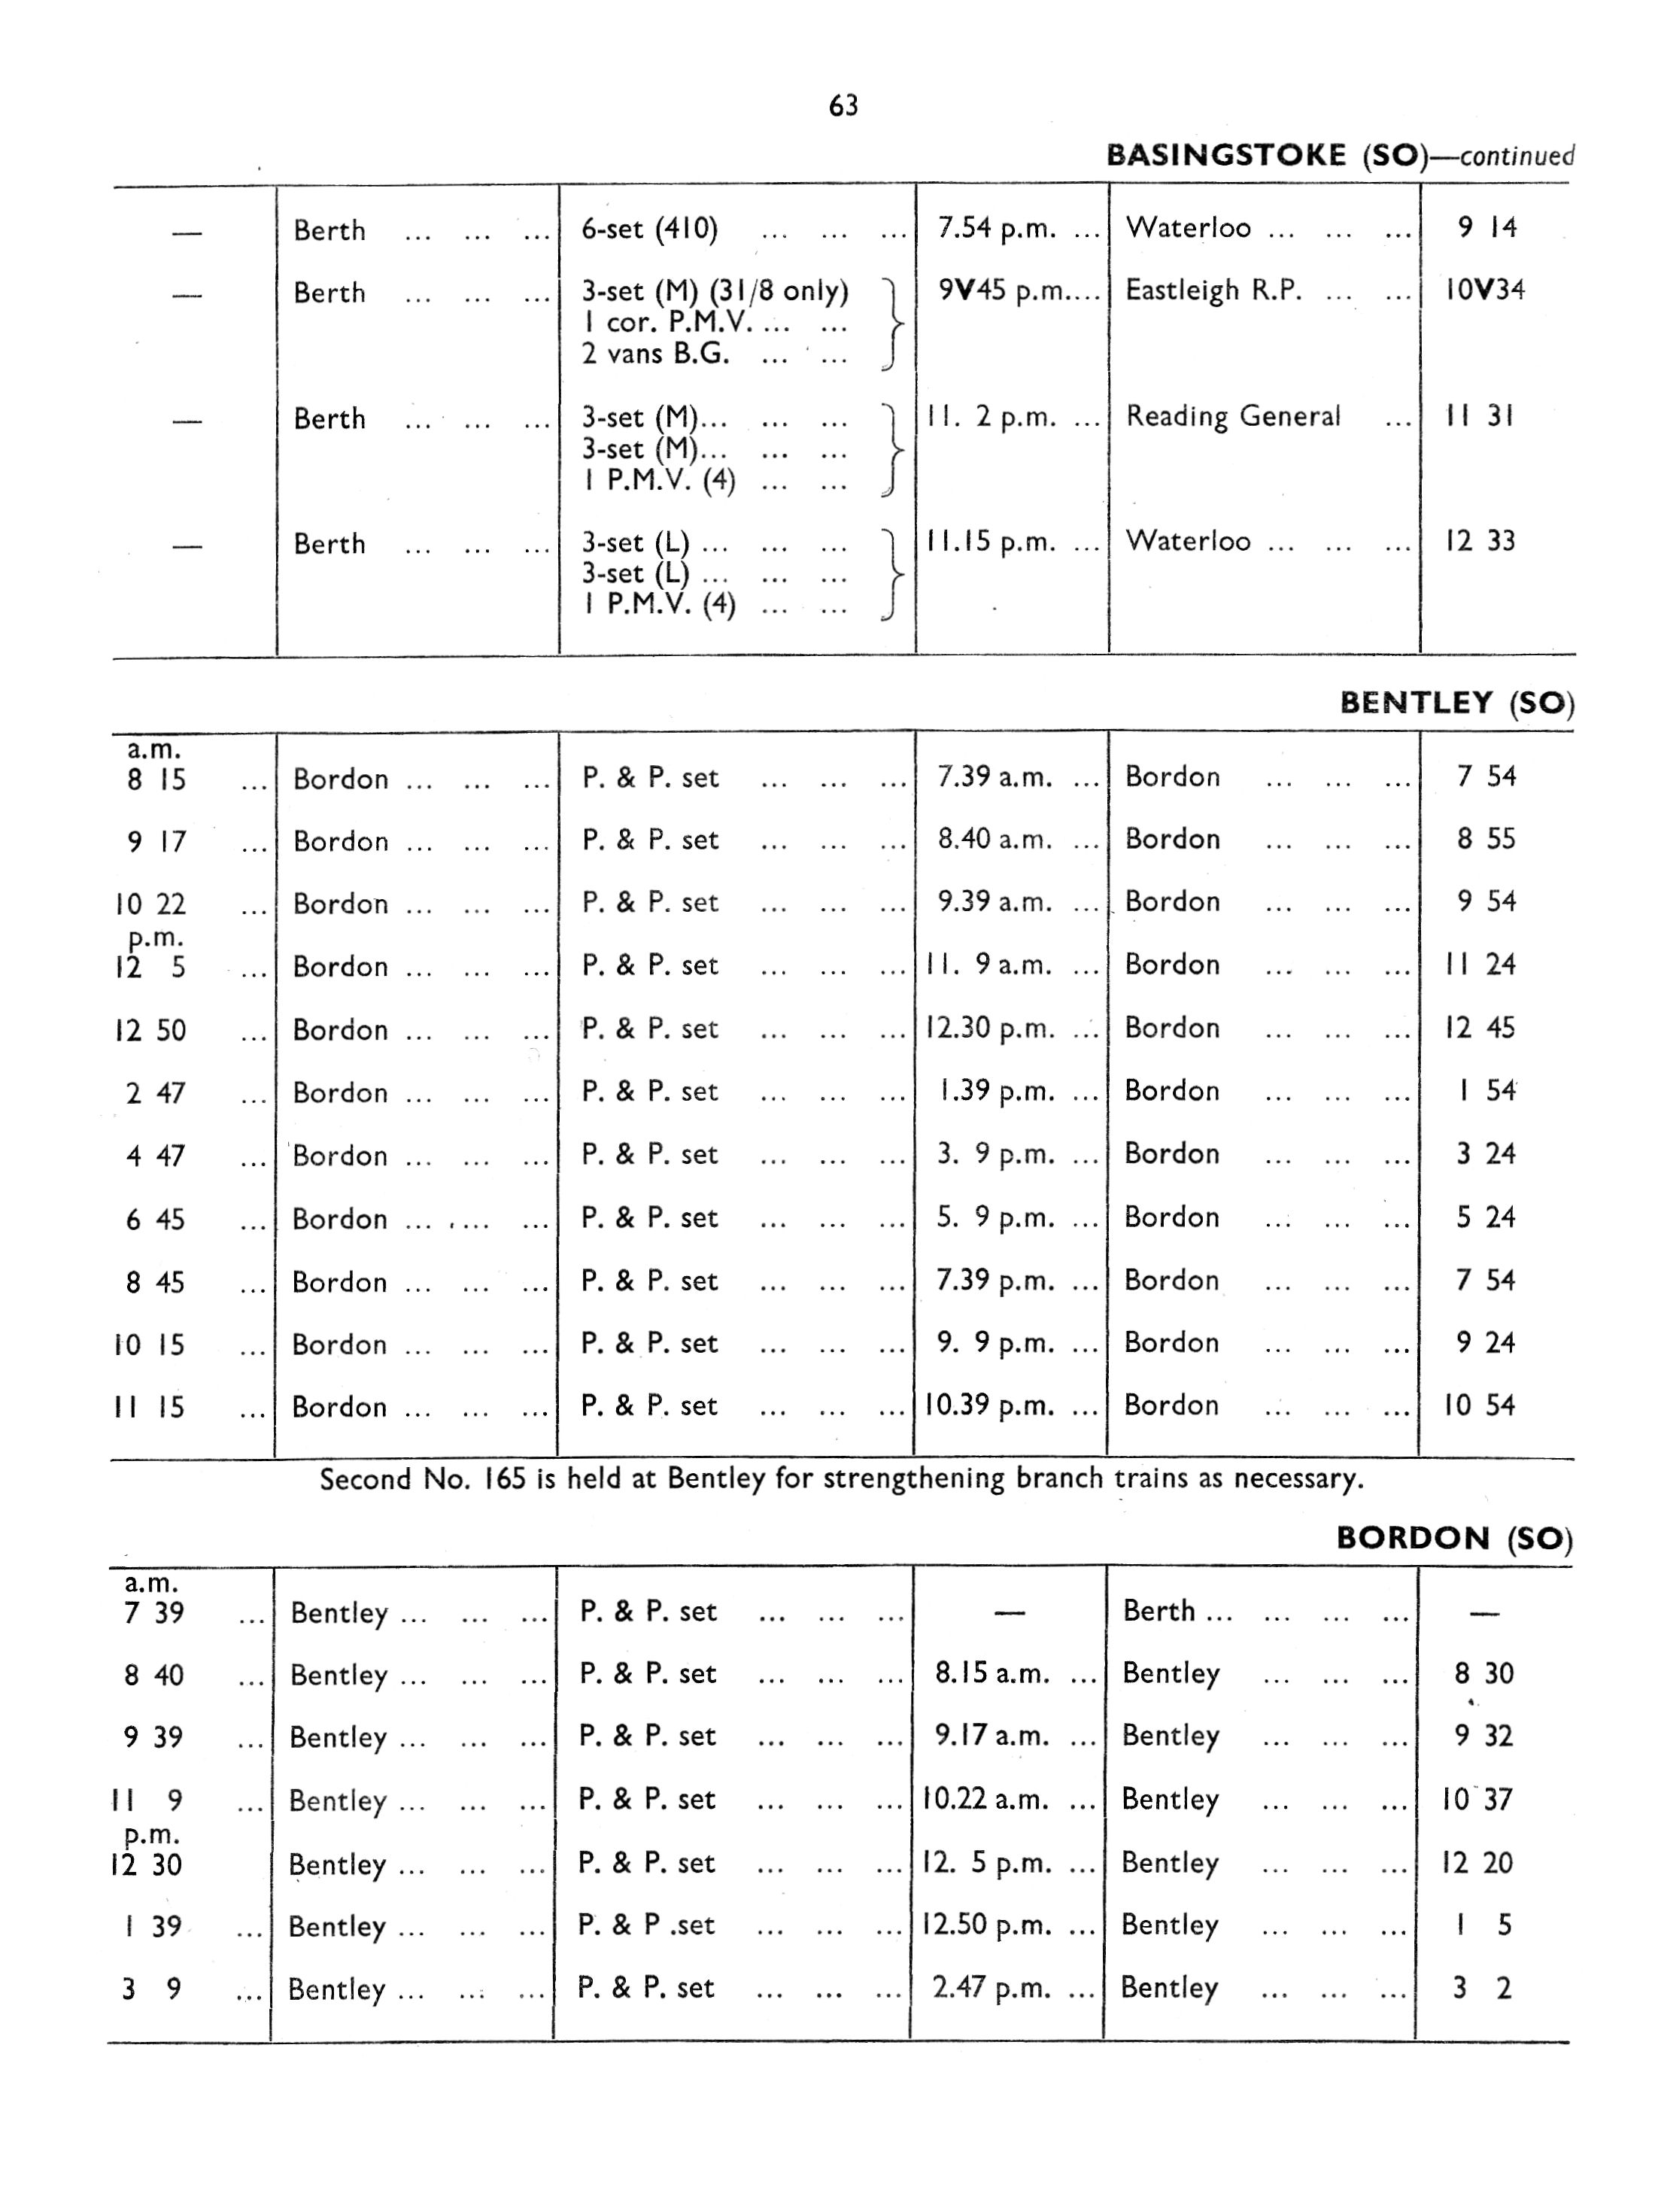 63
BASINGSTOKE (SO)—continued
— Berth ... ... ... 6-set (410) ... ... ... 7.54 p.m. ... Waterloo ... ... ... 9 14
— Berth ... ... ... 3-set (M) (31/8 only) 9V45 p.m.... Eastleigh R.P. ... ... 10V34
1 cor. P.M.V. ... ...
2 vans B.G. ... ...
— Berth ... ... ... 3-set (M)... ... ... 11. 2 p.m. ... Reading General ... 11 31
3-set (M)... ... ...
1 P.M.V. (4) ... ...
— Berth ... ... ... 3-set (L) ... ... ... 11.15 p.m. ... Waterloo ... ... ... 12 33
3-set (L) ... ... ...
1 P.M.V. (4) ... ...
BENTLEY (SO)
a.m.
8 15 ... Bordon ... ... ... P. & P. set ... ... ... 7.39 a.m. ... Bordon ... ... ... 7 54
9 17 ... Bordon ... ... ... P. & P. set ... ... ... 8.40 a.m. ... Bordon ... ... ... 8 55
10 22 ... Bordon ... ... ... P. & P. set ... ... ... 9.39 a.m. ... Bordon ... ... ... 9 54
p.m.
12 5 ... Bordon ... ... ... P. & P. set ... ... ... 11. 9 a.m. ... Bordon ... ... ... 11 24
12 50 ... Bordon ... ... ... P. & P. set ... ... ... 12.30 p.m. ... Bordon ... ... ... 12 45
2 47 ... Bordon ... ... ... P. & P. set ... ... ... 1.39 p.m. ... Bordon ... ... ... 1 54
4 47 ... Bordon ... ... ... P. & P. set ... ... ... 3. 9 p.m. ... Bordon ... ... ... 3 24
6 45 ... Bordon ... ... ... P. & P. set ... ... ... 5. 9 p.m. ... Bordon ... ... ... 5 24
8 45 ... Bordon ... ... ... P. & P. set ... ... ... 7.39 p.m. ... Bordon ... ... ... 7 54
10 15 ... Bordon ... ... ... P. & P. set ... ... ... 9. 9 p.m. ... Bordon ... ... ... 9 24
11 15 ... Bordon ... ... ... P. & P. set ... ... ... 10.39 p.m. ... Bordon ... ... ... 10 54
Second No. 165 is held at Bentley for strengthening branch trains as necessary.
BORDON (SO)
a.m.
7 39 ... Bentley ... ... ... P. & P. set ... ... ... — Berth ... ... ... ... —
8 40 ... Bentley ... ... ... P. & P. set ... ... ... 8.15 a.m. ... Bentley ... ... ... 8 30
9 39 ... Bentley ... ... ... P. & P. set ... ... ... 9.17 a.m. ... Bentley ... ... ... 9 32
11 9 ... Bentley ... ... ... P. & P. set ... ... ... 10.22 a.m. ... Bentley ... ... ... 10 37
p.m.
12 30 Bentley ... ... ... P. & P. set ... ... ... 12. 5 p.m. ... Bentley ... ... ... 12 20
1 39 ... Bentley ... ... ... P. & P .set ... ... ... 12.50 p.m. ... Bentley ... ... ... 1 5
3 9 ... Bentley ... ... ... P. & P. set ... ... ... 2.47 p.m. ... Bentley ... ... ... 3 2